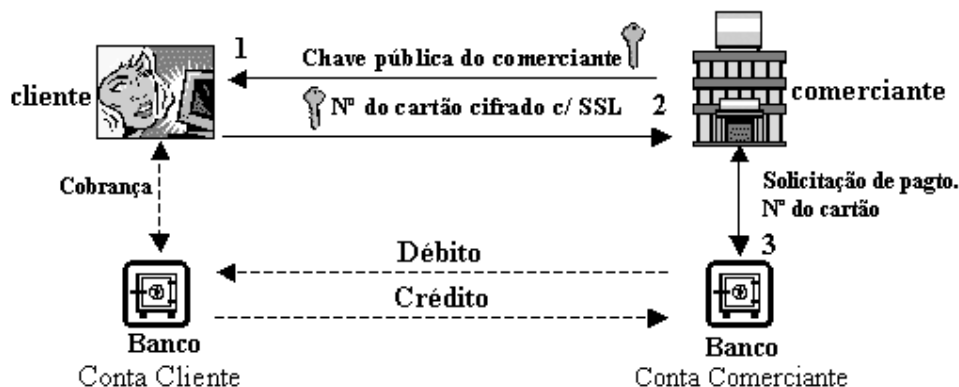 1
Chave pública do comerciante
cliente
Nº do cartão cifrado c/ SSL
2
comerciante
Cobrança
Solicitação de pagto.
Nº do cartão
3
Débito
Crédito
Banco
Conta Cliente
Banco
Conta Comerciante